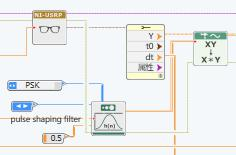 NI-USRP
Y
t0
dt
属性
XY
X*Y
PSK
pulse shaping filter
h(n)
0.5